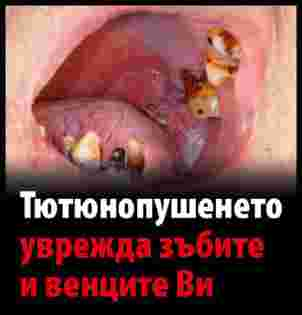 Тютюнопушенето
уврежда зъбите
и венците Ви